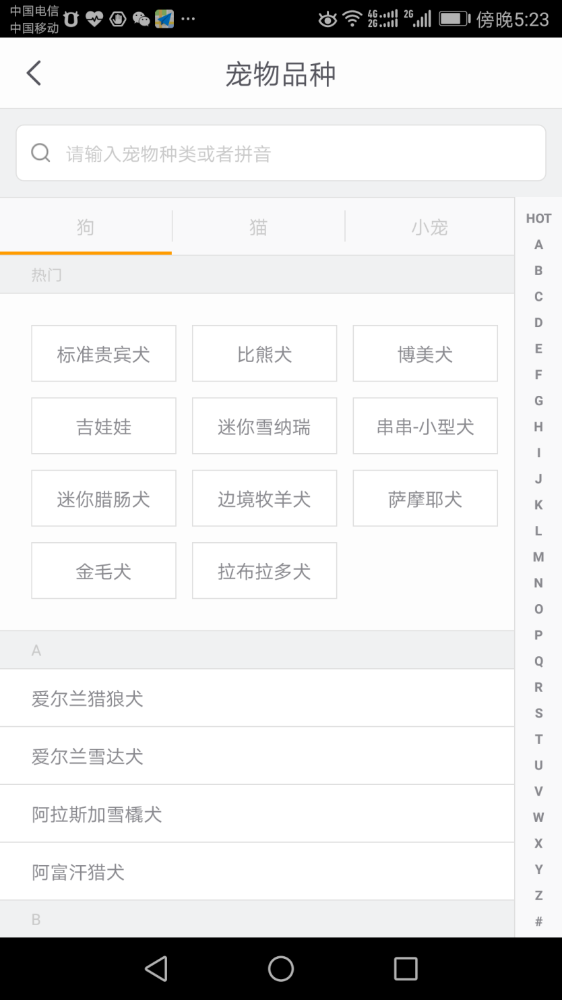 中国电信
中国移动
4G 2G 2G 傍晚5:23
宠物品种
请输入宠物种类或者拼音
狗 猫 小宠
热门
标准贵宾犬 比熊犬 博美犬
吉娃娃 迷你雪纳瑞 串串-小型犬
迷你腊肠犬 边境牧羊犬 萨摩耶犬
金毛犬 拉布拉多犬
A
爱尔兰猎狼犬
爱尔兰雪达犬
阿拉斯加雪橇犬
阿富汗猎犬
B
HOT
A
B
C
D
E
F
G
H
I
J
K
L
M
N
O
P
Q
R
S
T
U
V
W
X
Y
Z
#